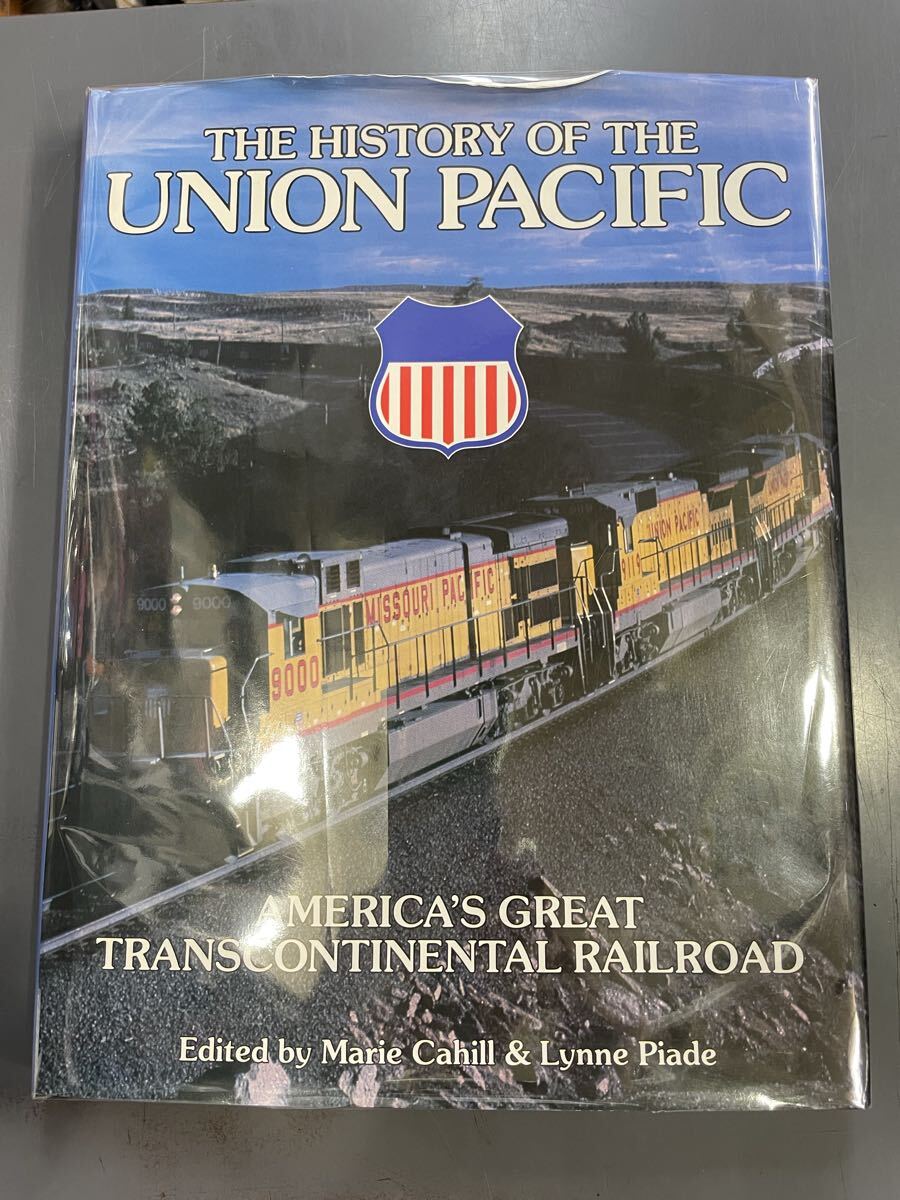 THE HISTORY OF THE
UNION PACIFIC
9000 9000
MISSOURI PACIFIC
9000
UNION PACIFIC
9119
AMERICA'S GREAT
TRANSCONTINENTAL RAILROAD
Edited by Marie Cahill & Lynne Piade